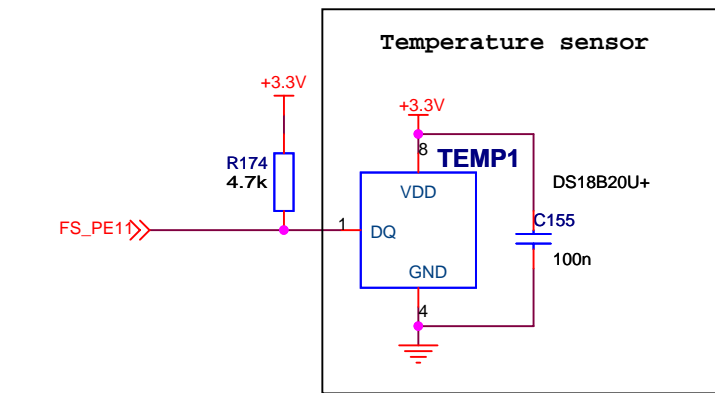 Temperature sensor
+3.3V
+3.3V
8
TEMP1
R174
4.7k
VDD
DS18B20U+
FS_PE11
1
DQ
C155
GND
100n
4